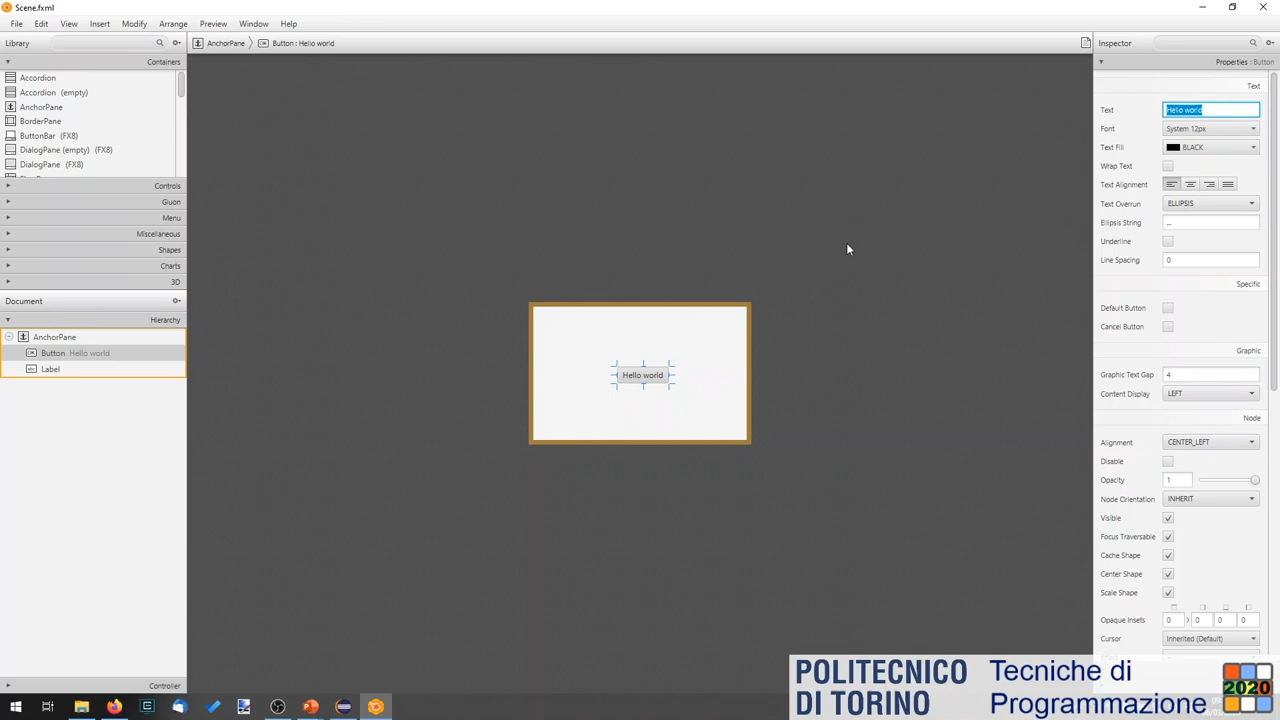 Scene.fxml
File Edit View Insert Modify Arrange Preview Window Help
Library
AnchorPane
Button : Hello world
Inspector
Containers
Accordion
Accordion (empty)
AnchorPane
BorderPane
ButtonBar (FX8)
DialogPane (empty) (FX8)
DialogPane (FX8)
Controls
Gluon
Menu
Miscellaneous
Shapes
Charts
3D
Document
Hierarchy
AnchorPane
Button Hello world
Label
Controller
Hello world
Properties : Button
Text
Text Hello world
Font System 12px
Text Fill BLACK
Wrap Text
Text Alignment
Text Overrun ELLIPSIS
Ellipsis String ...
Underline
Line Spacing 0
Specific
Default Button
Cancel Button
Graphic
Graphic Text Gap 4
Content Display LEFT
Node
Alignment CENTER_LEFT
Disable
Opacity 1
Node Orientation INHERIT
Visible
Focus Traversable
Cache Shape
Center Shape
Scale Shape
Opaque Insets 0 0 0 0
Cursor Inherited (Default)
POLITECNICO
DI TORINO
Tecniche di
Programmazione
2020